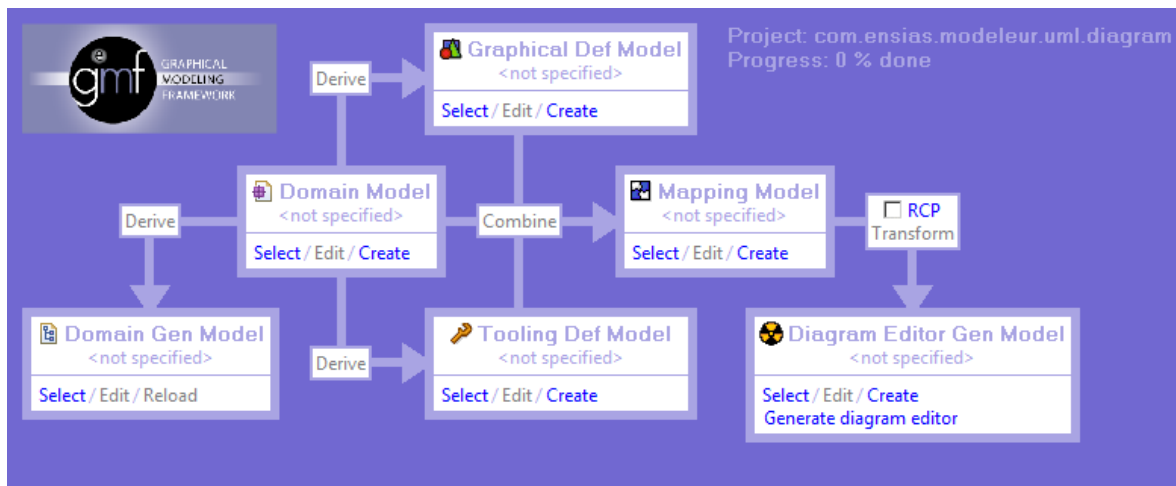 e
gmf
GRAPHICAL
MODELING
FRAMEWORK
Project: com.ensias.modeleur.uml.diagram
Progress: 0 % done
Graphical Def Model
<not specified>
Select / Edit / Create
Derive
Domain Model
<not specified>
Select / Edit / Create
Derive
Combine
Mapping Model
<not specified>
Select / Edit / Create
RCP
Transform
Domain Gen Model
<not specified>
Select / Edit / Reload
Derive
Tooling Def Model
<not specified>
Select / Edit / Create
Diagram Editor Gen Model
<not specified>
Select / Edit / Create
Generate diagram editor